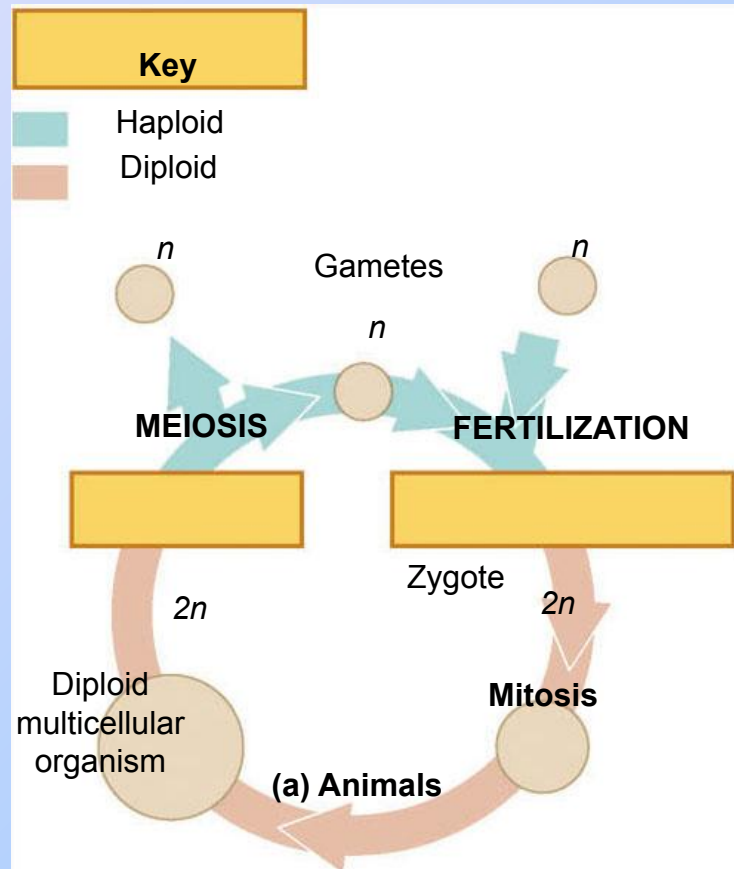 Key
Haploid
Diploid
n
n
Gametes
n
MEIOSIS
FERTILIZATION
Zygote
2n
2n
Diploid
multicellular
organism
Mitosis
(a) Animals